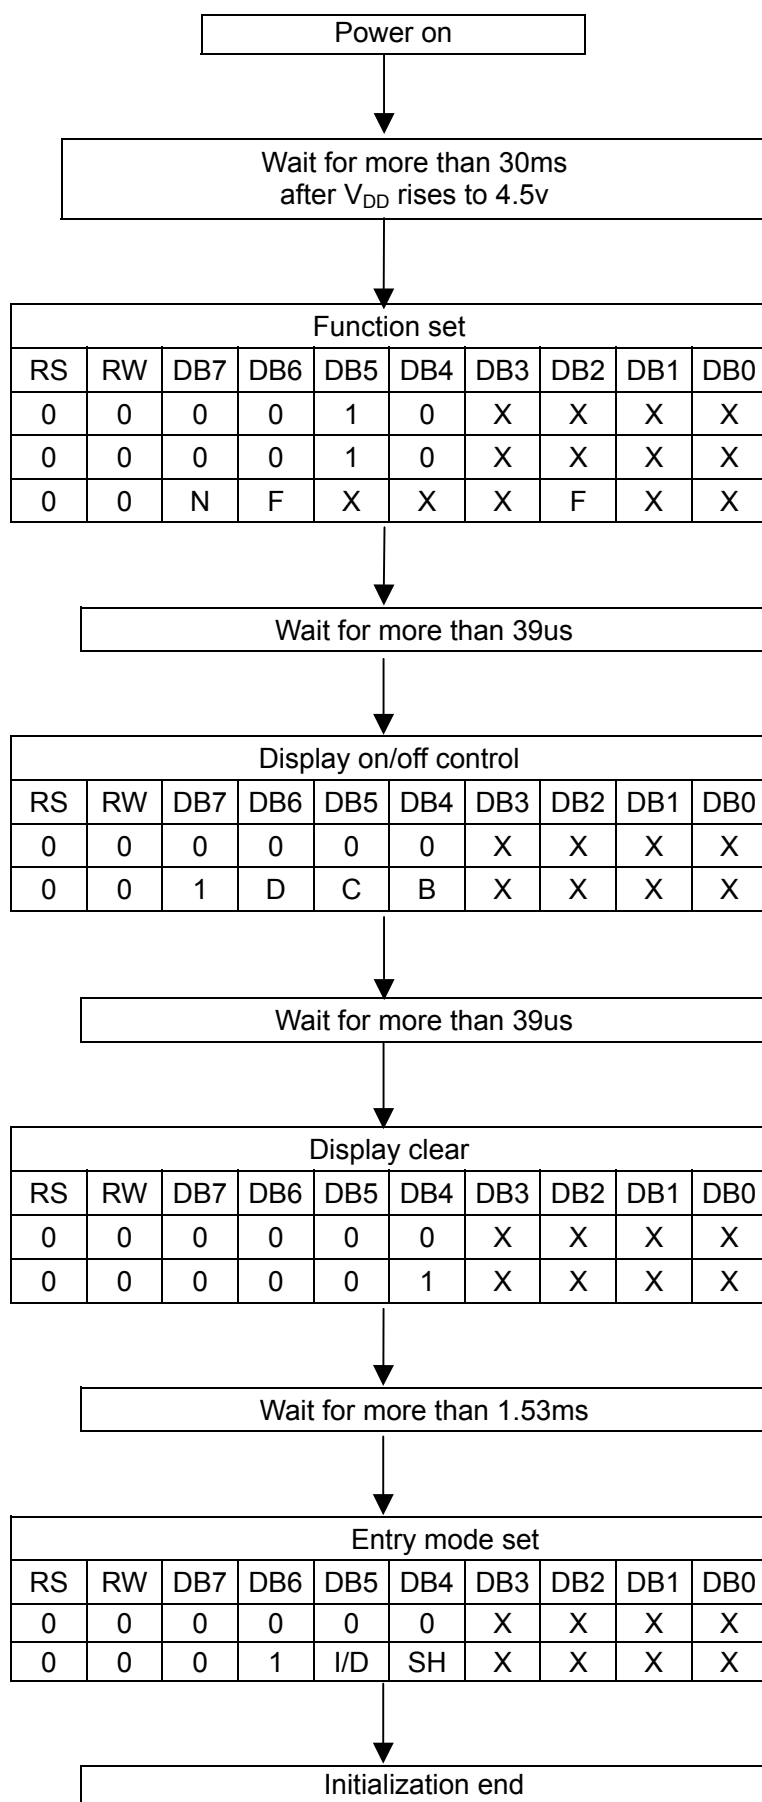 Power on
Wait for more than 30ms
after VDD rises to 4.5v
Function set
RS RW DB7 DB6 DB5 DB4 DB3 DB2 DB1 DB0
0 0 0 0 1 0 X X X X
0 0 0 0 1 0 X X X X
0 0 N F X X X F X X
Wait for more than 39us
Display on/off control
RS RW DB7 DB6 DB5 DB4 DB3 DB2 DB1 DB0
0 0 0 0 0 0 X X X X
0 0 1 D C B X X X X
Wait for more than 39us
Display clear
RS RW DB7 DB6 DB5 DB4 DB3 DB2 DB1 DB0
0 0 0 0 0 0 X X X X
0 0 0 0 0 1 X X X X
Wait for more than 1.53ms
Entry mode set
RS RW DB7 DB6 DB5 DB4 DB3 DB2 DB1 DB0
0 0 0 0 0 0 X X X X
0 0 0 1 I/D SH X X X X
Initialization end